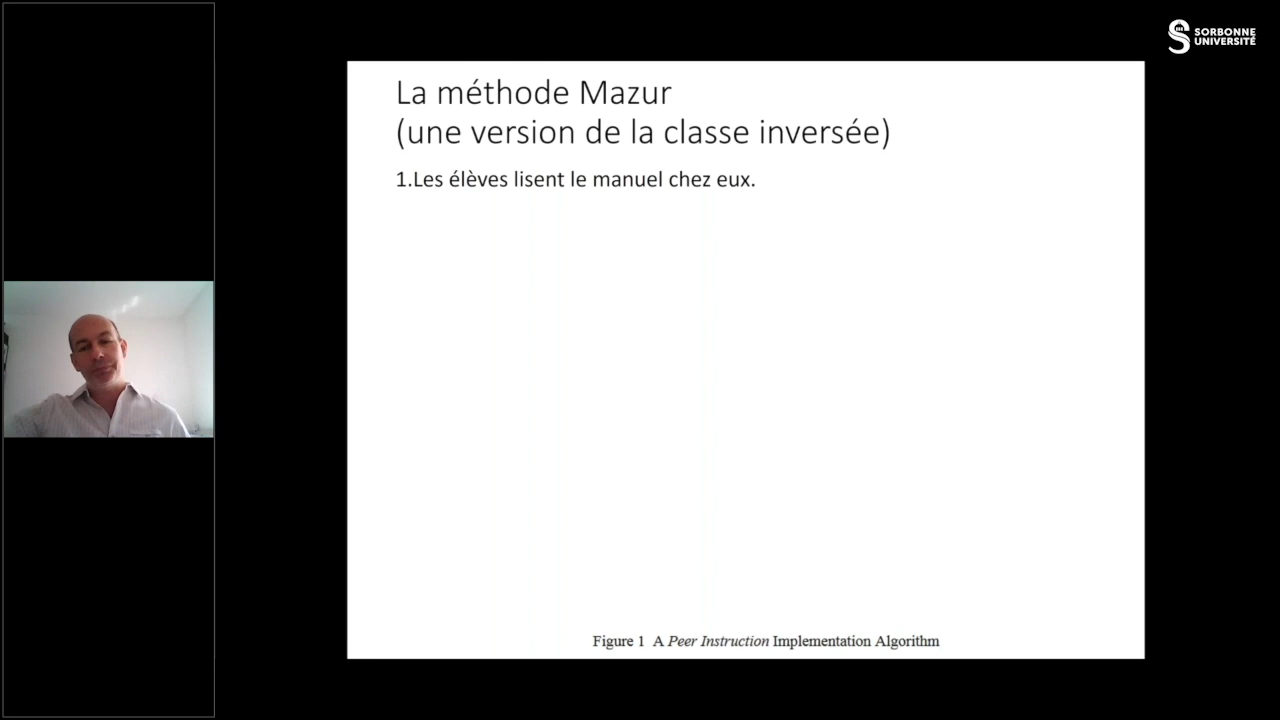 SORBONNE
UNIVERSITÉ
La méthode Mazur
(une version de la classe inversée)
1.Les élèves lisent le manuel chez eux.
Figure 1 A Peer Instruction Implementation Algorithm